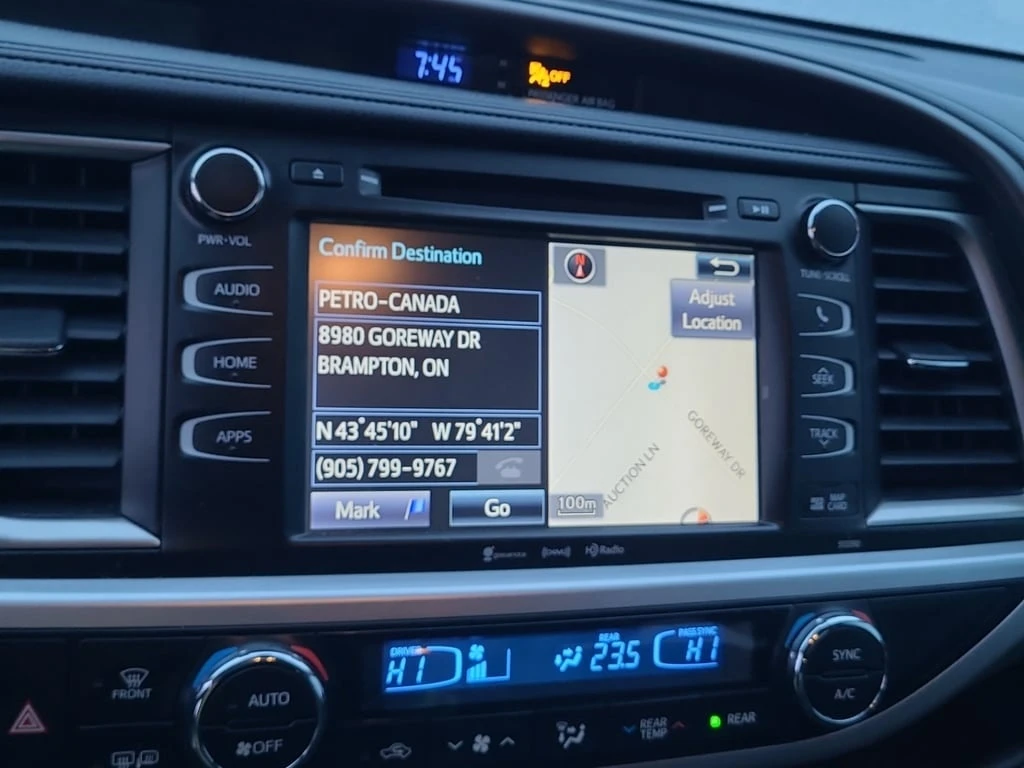 7:45
OFF
PASSENGER AIR BAG
PWR•VOL
AUDIO
HOME
APPS
Confirm Destination
PETRO-CANADA
8980 GOREWAY DR
BRAMPTON, ON
N 43°45'10" W 79°41'2"
(905) 799-9767
Mark
Go
N
Adjust
Location
GOREWAY DR
AUCTION LN
100m
TUNE•SCROLL
SEEK
TRACK
MAP
CARD
gracenote
HD Radio
DRIVER
HI
REAR
23.5
PASS SYNC
HI
FRONT
AUTO
OFF
REAR
TEMP
REAR
SYNC
A/C